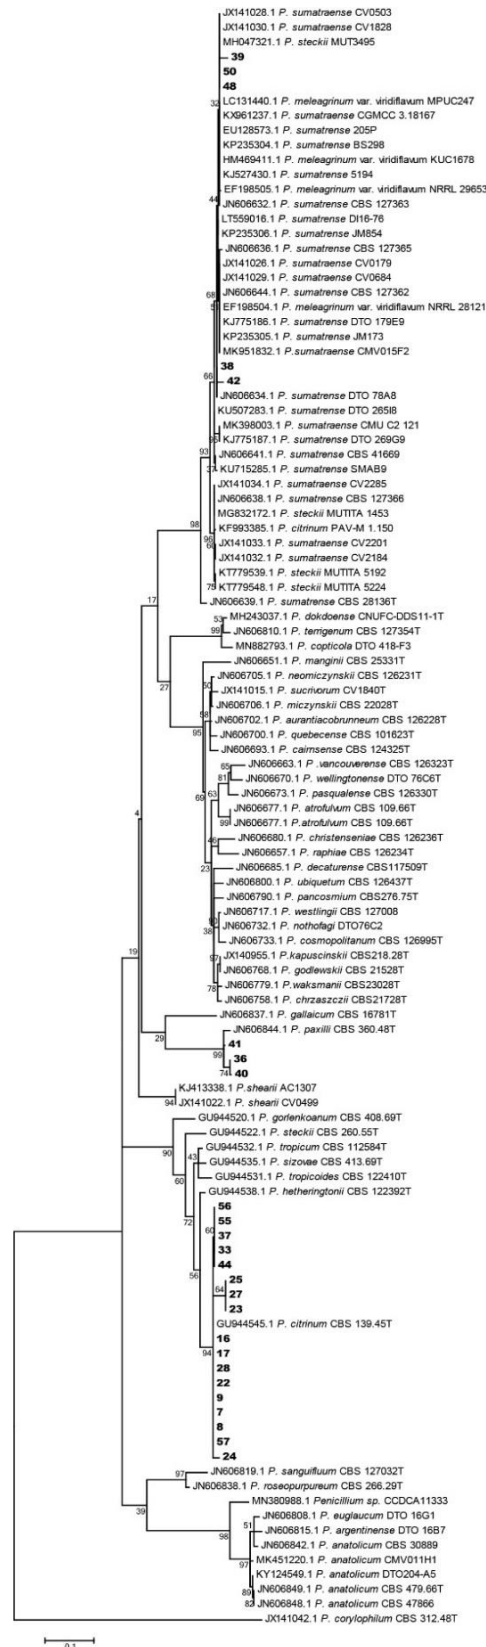 JX141028.1 P. sumatraense CV0503
JX141030.1 P. sumatraense CV1828
MH047321.1 P. steckii MUT3495
39
50
48
32
LC131440.1 P. meleagrinum var. viridiflavum MPUC247
KX961237.1 P. sumatraense CGMCC 3.18167
EU128573.1 P. sumatrense 205P
KP235304.1 P. sumatrense BS298
HM469411.1 P. meleagrinum var. viridiflavum KUC1678
KJ527430.1 P. sumatrense 5194
EF198505.1 P. meleagrinum var. viridiflavum NRRL 29653
44
JN606632.1 P. sumatrense CBS 127363
LT559016.1 P. sumatrense DI16-76
KP235306.1 P. sumatrense JM854
JN606636.1 P. sumatrense CBS 127365
JX141026.1 P. sumatraense CV0179
JX141029.1 P. sumatraense CV0684
JN606644.1 P. sumatrense CBS 127362
68
EF198504.1 P. meleagrinum var. viridiflavum NRRL 28121
KJ775186.1 P. sumatrense DTO 179E9
KP235305.1 P. sumatrense JM173
MK951832.1 P.sumatraense CMV015F2
38
66
42
JN606634.1 P. sumatrense DTO 78A8
KU507283.1 P. sumatrense DTO 265I8
MK398003.1 P. sumatraense CMU C2 121
KJ775187.1 P. sumatrense DTO 269G9
93
JN606641.1 P. sumatrense CBS 41669
37
KU715285.1 P. sumatrense SMAB9
JX141034.1 P. sumatraense CV2285
JN606638.1 P. sumatrense CBS 127366
MG832172.1 P. steckii MUTITA 1453
98
KF993385.1 P. citrinum PAV-M 1.150
JX141033.1 P. sumatraense CV2201
JX141032.1 P. sumatraense CV2184
KT779539.1 P. steckii MUTITA 5192
75
KT779548.1 P. steckii MUTITA 5224
17
JN606639.1 P. sumatrense CBS 28136T
53
MH243037.1 P. dokdoense CNUFC-DDS11-1T
99
JN606810.1 P. terrigenum CBS 127354T
MN882793.1 P. copticola DTO 418-F3
JN606651.1 P. manginii CBS 25331T
27
50
JN606705.1 P. neomiczynskii CBS 126231T
JX141015.1 P. sucrivorum CV1840T
JN606706.1 P. miczynskii CBS 22028T
58
JN606702.1 P. aurantiacobrunneum CBS 126228T
95
JN606700.1 P. quebecense CBS 101623T
JN606693.1 P. cairnsense CBS 124325T
65
JN606663.1 P .vancouverense CBS 126323T
81
JN606670.1 P. wellingtonense DTO 76C6T
63
JN606673.1 P. pasqualense CBS 126330T
69
JN606677.1 P. atrofulvum CBS 109.66T
99
JN606677.1 P.atrofulvum CBS 109.66T
4
46
JN606680.1 P. christenseniae CBS 126236T
JN606657.1 P. raphiae CBS 126234T
23
JN606685.1 P. decaturense CBS117509T
JN606800.1 P. ubiquetum CBS 126437T
JN606790.1 P. pancosmium CBS276.75T
JN606717.1 P. westlingii CBS 127008
38
JN606732.1 P. nothofagi DTO76C2
JN606733.1 P. cosmopolitanum CBS 126995T
19
97
JX140955.1 P.kapuscinskii CBS218.28T
JN606768.1 P. godlewskii CBS 21528T
78
JN606779.1 P.waksmanii CBS23028T
JN606758.1 P. chrzaszczii CBS21728T
JN606837.1 P. gallaicum CBS 16781T
29
JN606844.1 P. paxilli CBS 360.48T
41
99
36
74
40
KJ413338.1 P.shearii AC1307
94
JX141022.1 P. shearii CV0499
GU944520.1 P. gorlenkoanum CBS 408.69T
GU944522.1 P. steckii CBS 260.55T
90
GU944532.1 P. tropicum CBS 112584T
43
GU944535.1 P. sizovae CBS 413.69T
60
GU944531.1 P. tropicoides CBS 122410T
GU944538.1 P. hetheringtonii CBS 122392T
56
72
55
60
37
33
44
56
25
64
27
23
GU944545.1 P. citrinum CBS 139.45T
16
94
17
28
22
9
7
8
57
24
97
JN606819.1 P. sanguifluum CBS 127032T
JN606838.1 P. roseopurpureum CBS 266.29T
39
MN380988.1 Penicillium sp. CCDCA11333
51
JN606808.1 P. euglaucum DTO 16G1
JN606815.1 P. argentinense DTO 16B7
98
JN606842.1 P. anatolicum CBS 30889
97
MK451220.1 P. anatolicum CMV011H1
KY124549.1 P. anatolicum DTO204-A5
89
JN606849.1 P. anatolicum CBS 479.66T
82
JN606848.1 P. anatolicum CBS 47866
JX141042.1 P. corylophilum CBS 312.48T
0.1